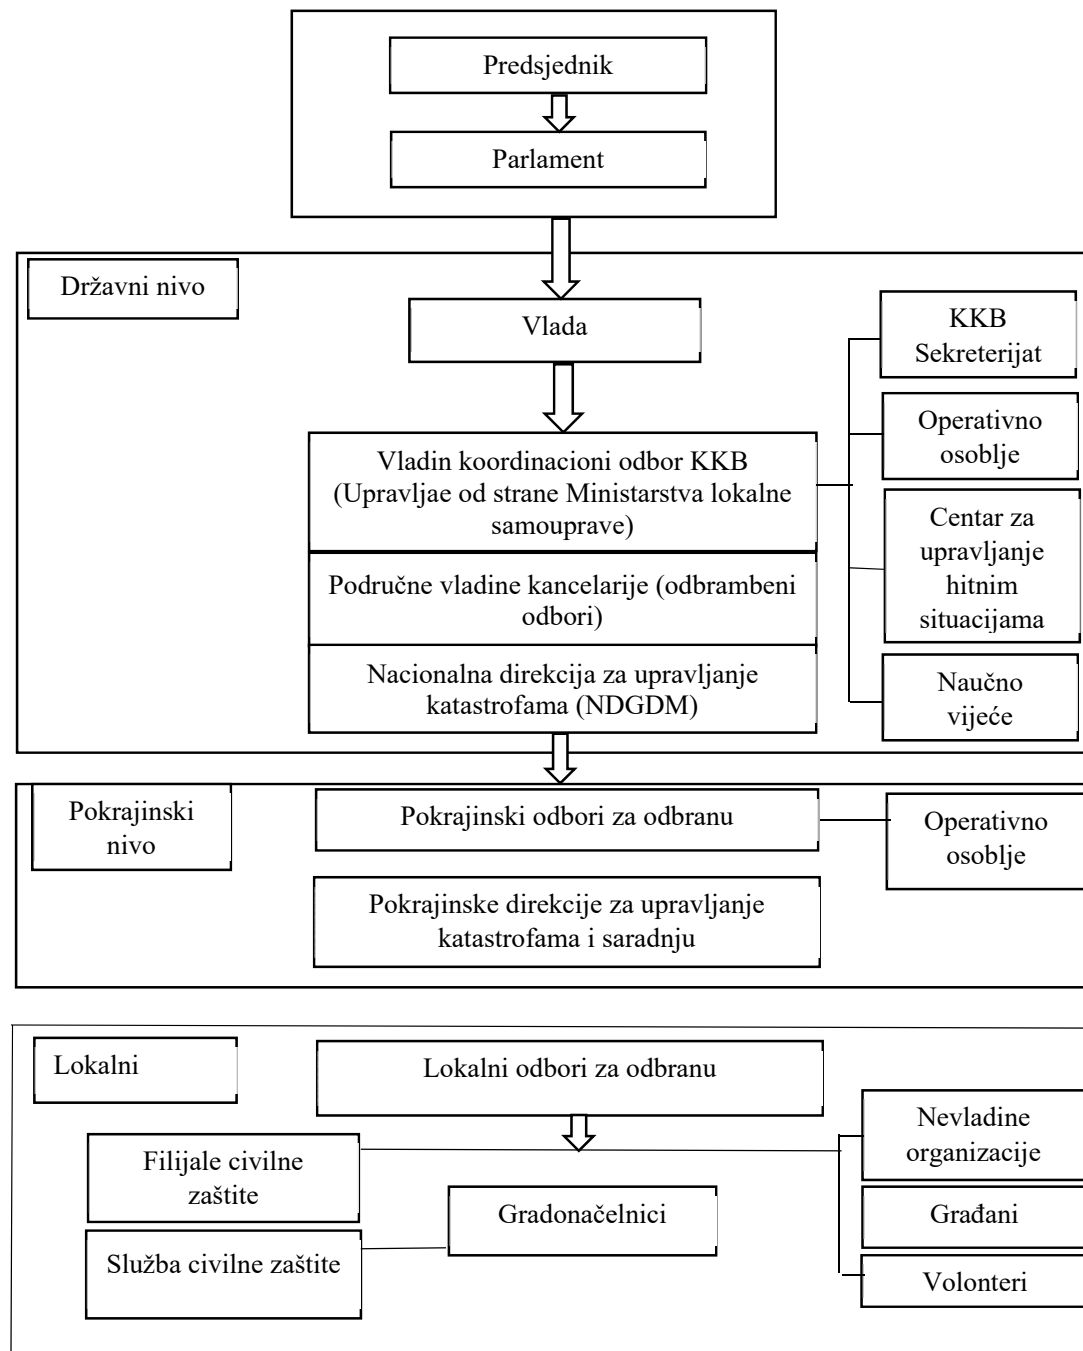 Predsjednik
Parlament
Državni nivo
Vlada
KKB
Sekreterijat
Operativno
osoblje
Vladin koordinacioni odbor KKB
(Upravljae od strane Ministarstva lokalne
samouprave)
Centar za
upravljanje
hitnim
situacijama
Područne vladine kancelarije (odbrambeni
odbori)
Nacionalna direkcija za upravljanje
katastrofama (NDGDM)
Naučno
vijeće
Pokrajinski
nivo
Pokrajinski odbori za odbranu
Operativno
osoblje
Pokrajinske direkcije za upravljanje
katastrofama i saradnju
Lokalni
Lokalni odbori za odbranu
Nevladine
organizacije
Filijale civilne
zaštite
Gradonačelnici
Građani
Služba civilne zaštite
Volonteri